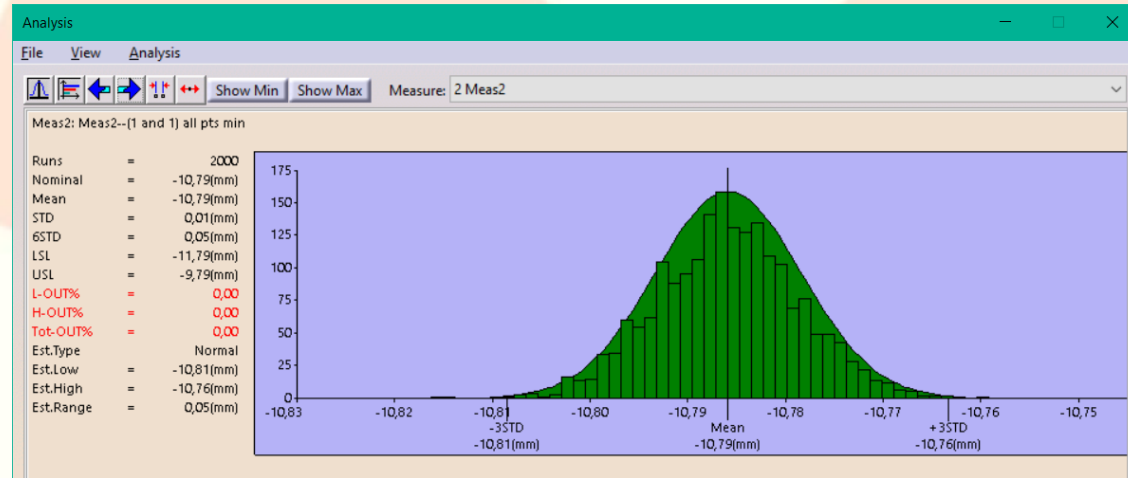 Analysis
File View Analysis
Show Min Show Max Measure: 2 Meas2
Meas2: Meas2--(1 and 1) all pts min
Runs = 2000
Nominal = -10,79(mm)
Mean = -10,79(mm)
STD = 0,01(mm)
6STD = 0,05(mm)
LSL = -11,79(mm)
USL = -9,79(mm)
L-OUT% = 0,00
H-OUT% = 0,00
Tot-OUT% = 0,00
Est.Type Normal
Est.Low = -10,81(mm)
Est.High = -10,76(mm)
Est.Range = 0,05(mm)
175
150
125
100
75
50
25
0
-10,83 -10,82 -10,81 -10,80 -10,79 -10,78 -10,77 -10,76 -10,75
-3STD Mean +3STD
-10,81(mm) -10,79(mm) -10,76(mm)